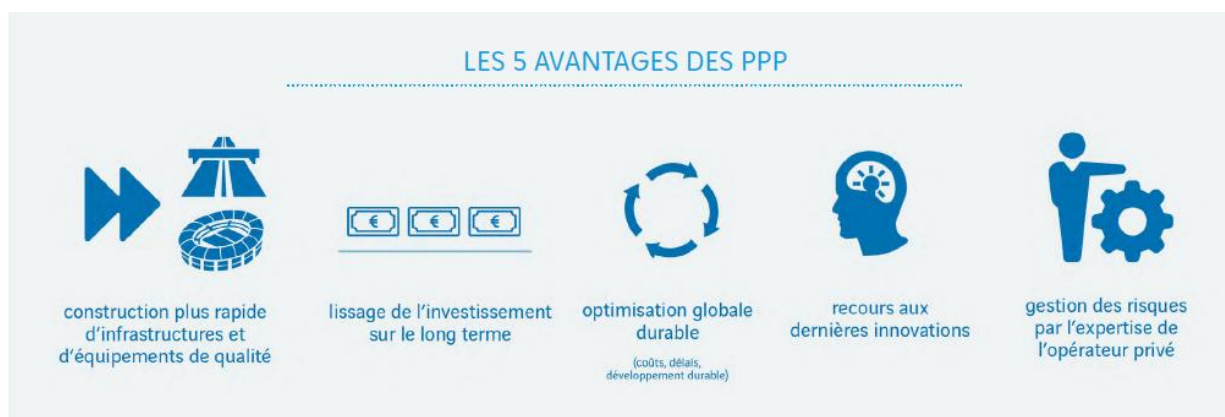 LES 5 AVANTAGES DES PPP
€ € €
construction plus rapide
d'infrastructures et
d'équipements de qualité
lissage de l'investissement
sur le long terme
optimisation globale
durable
(coûts, délais,
développement durable)
recours aux
dernières innovations
gestion des risques
par l'expertise de
l'opérateur privé